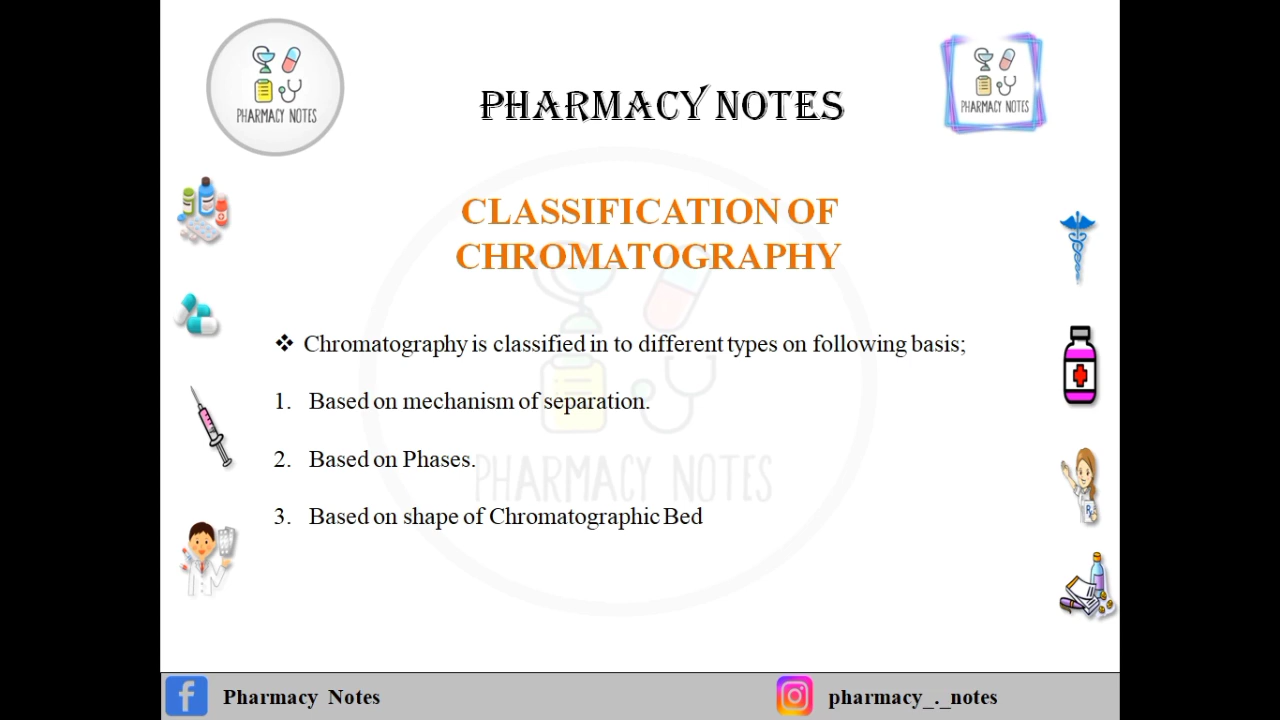 PHARMACY NOTES
PHARMACY NOTES
PHARMACY NOTES
CLASSIFICATION OF
CHROMATOGRAPHY
❖ Chromatography is classified in to different types on following basis;
1. Based on mechanism of separation.
2. Based on Phases.
PHARMACY NOTES
3. Based on shape of Chromatographic Bed
Rx
Pharmacy Notes
pharmacy_._notes